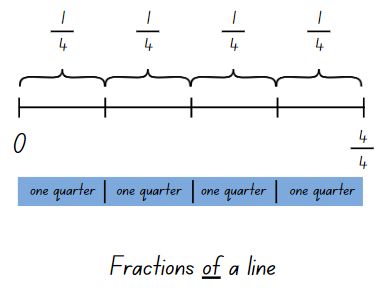 1/4 1/4 1/4 1/4
0 4/4
one quarter one quarter one quarter one quarter
Fractions of a line